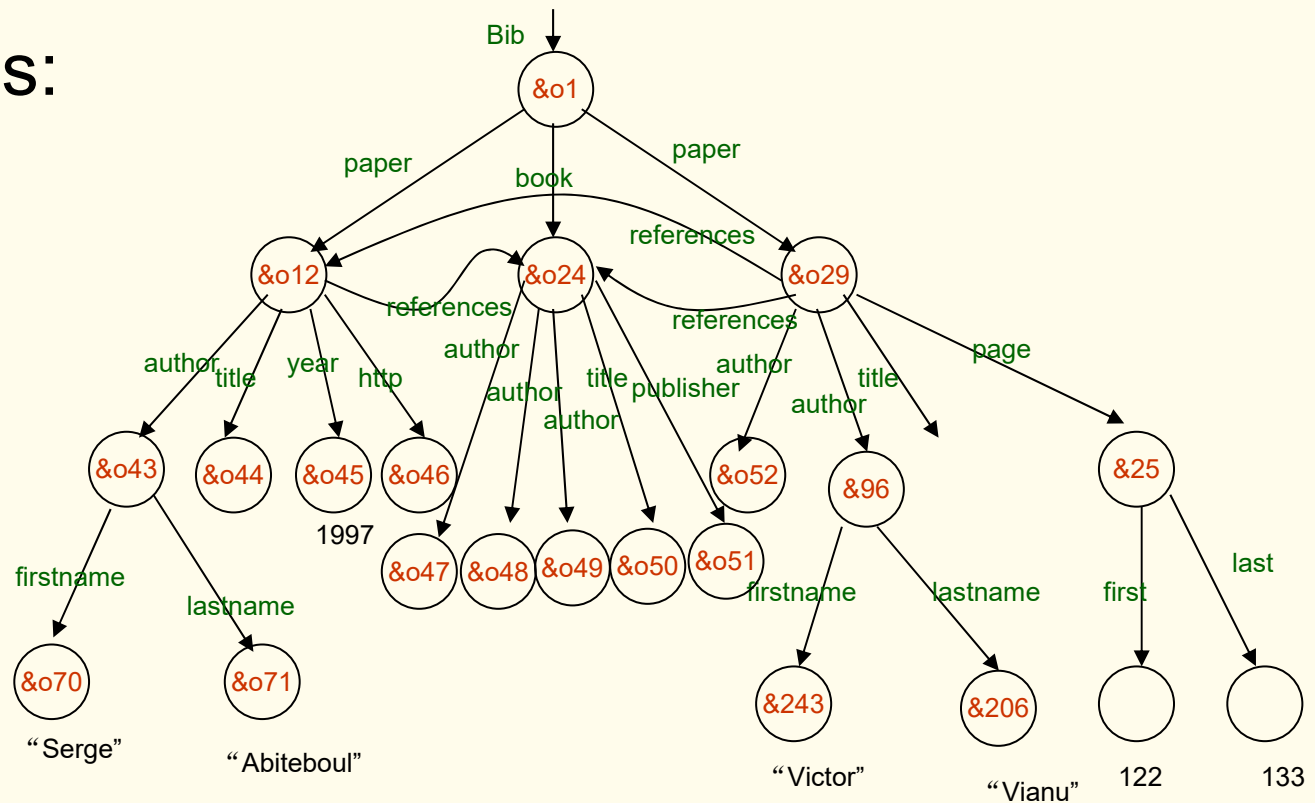 Bib
s:
&o1
paper
paper
book
references
&o12
&o24
&o29
references
references
author
title
year
http
author
author
author
title
publisher
author
author
title
page
&o43
&o44
&o45
&o46
&o52
&96
&25
1997
&o47
&o48
&o49
&o50
&o51
firstname
lastname
firstname
lastname
first
last
&o70
&o71
&243
&206
“Serge”
“Abiteboul”
“Victor”
“Vianu”
122
133